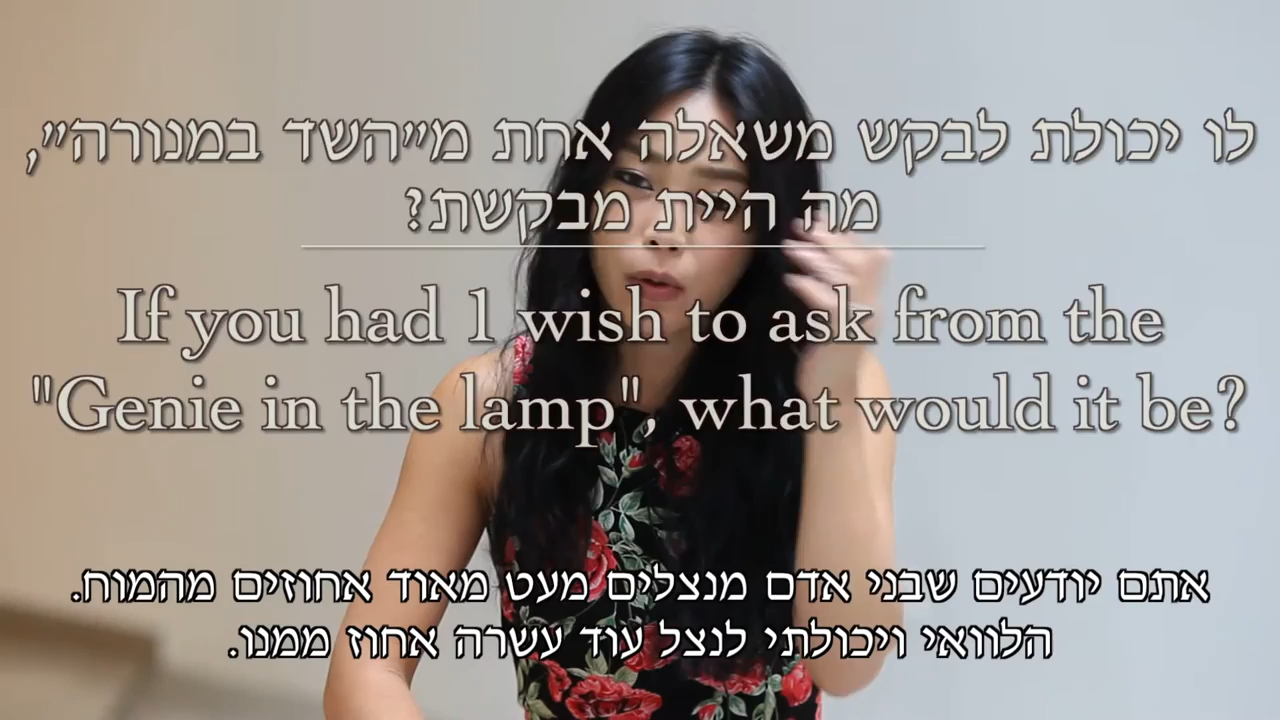 לו יכולת לבקש משאלה אחת מ״השד במנורה״,
מה היית מבקשת?
If you had 1 wish to ask from the
"Genie in the lamp", what would it be?
אתם יודעים שבני אדם מנצלים מעט מאוד אחוזים מהמוח.
הלוואי ויכולתי לנצל עוד עשרה אחוז ממנו.